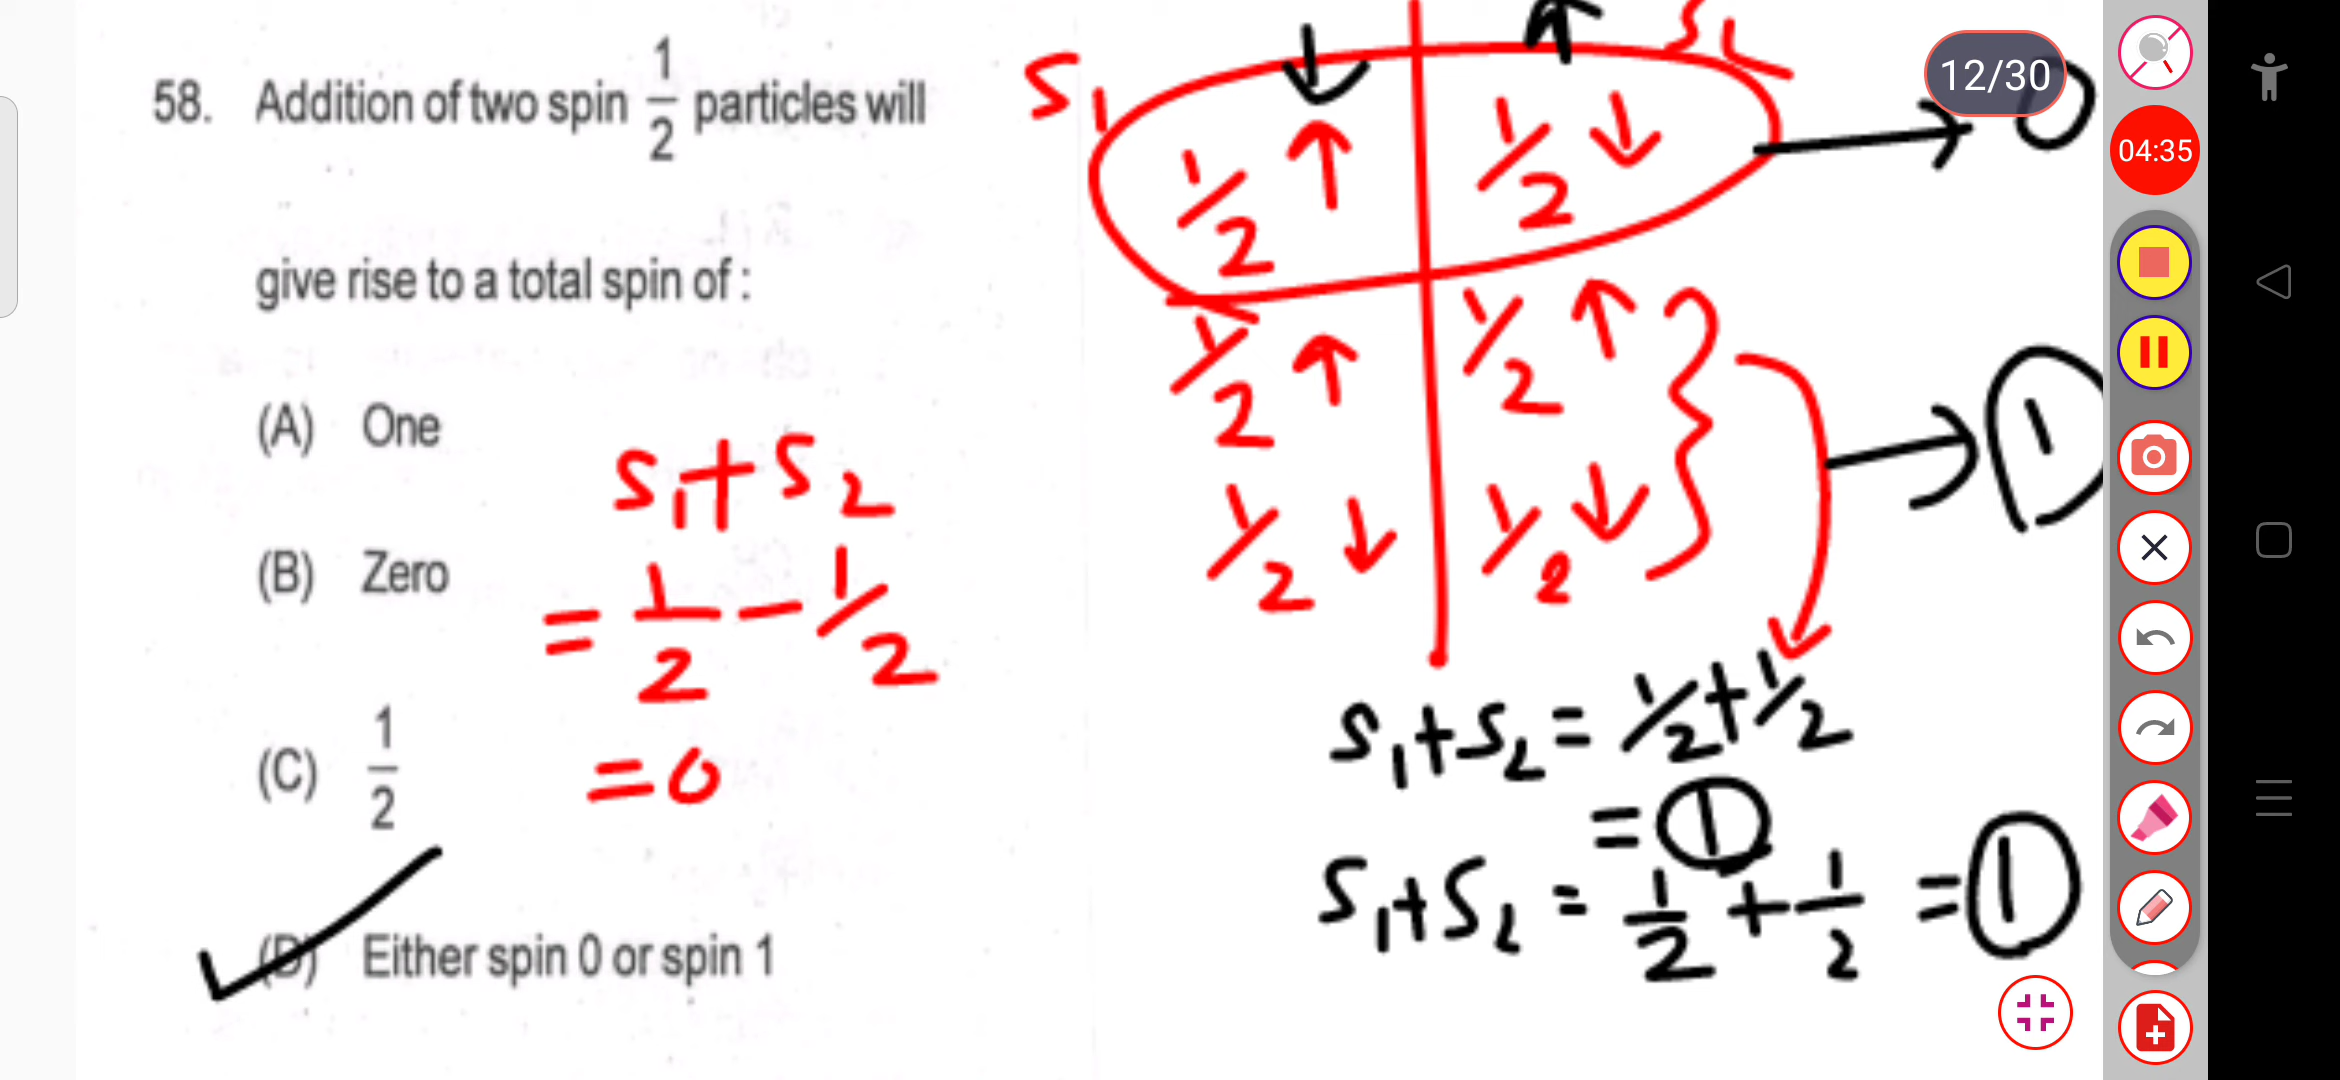 58. Addition of two spin 1/2 particles will
give rise to a total spin of :
(A) One
(B) Zero
(C) 1/2
(D) Either spin 0 or spin 1
S1+S2
= 1/2 - 1/2
= 0
S1
1/2 ↑ 1/2 ↓ → 0
1/2 ↑ 1/2 ↑
1/2 ↓ 1/2 ↓ → 1
S1+S2 = 1/2+1/2
= 1
S1+S2 = 1/2 + 1/2 = 1
12/30
04:35